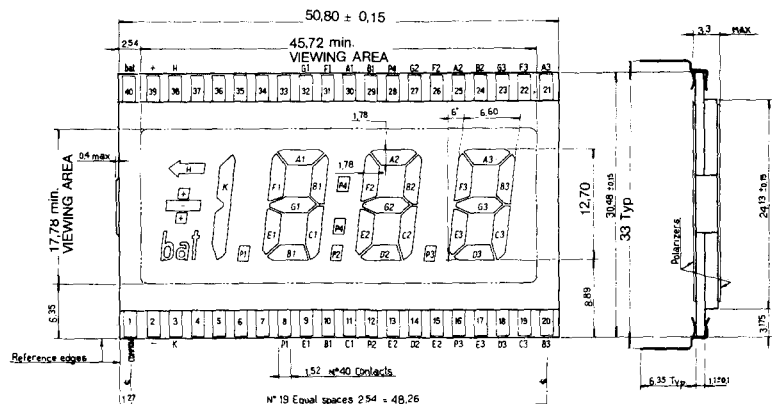 50,80 ± 0,15
2.54
45,72 min.
VIEWING AREA
3,3 MAX
bat + H G1 F1 A1 B1 P4 G2 F2 A2 B2 G3 F3 A3
40 39 38 37 36 35 34 33 32 31 30 29 28 27 26 25 24 23 22 21
1,78
6° 6,60
0,4 max
17,78 min.
VIEWING AREA
H K
+
−
+
bat
A1 F1 B1 G1 E1 C1 D1
P1 P4 P4 P2
1,78
A2 F2 B2 G2 E2 C2 D2
P3
A3 F3 B3 G3 E3 C3 D3
12,70
8.89
30,48 ±0,15
33 Typ
Polarizers
24,13 ±0,15
3,175
6.35
1 2 3 4 5 6 7 8 9 10 11 12 13 14 15 16 17 18 19 20
COMMON − K P1 E1 B1 C1 P2 E2 D2 E2 P3 E3 D3 C3 B3
Reference edges
1,52 N°40 Contacts
6,35 Typ 1,1±0,1
1,27
N° 19 Equal spaces 2.54 = 48,26